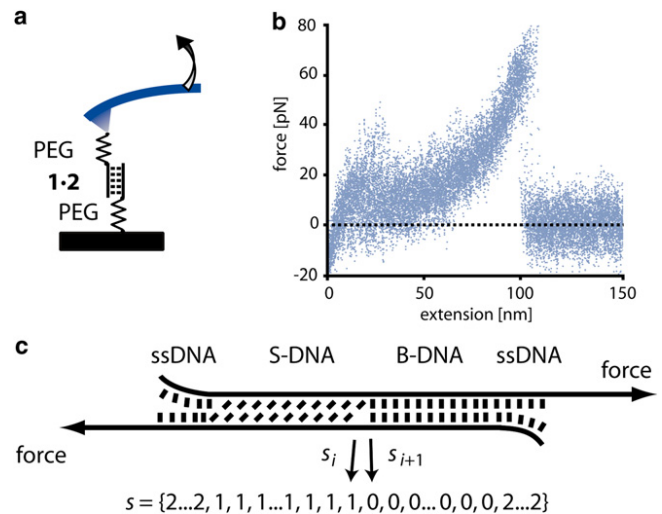 a
PEG
1·2
PEG
b
80
60
40
20
0
-20
force [pN]
0
50
100
150
extension [nm]
c
ssDNA S-DNA B-DNA ssDNA
force
force
s_i s_{i+1}
s = {2...2, 1, 1, 1...1, 1, 1, 1, 0, 0, 0... 0, 0, 0, 2...2}